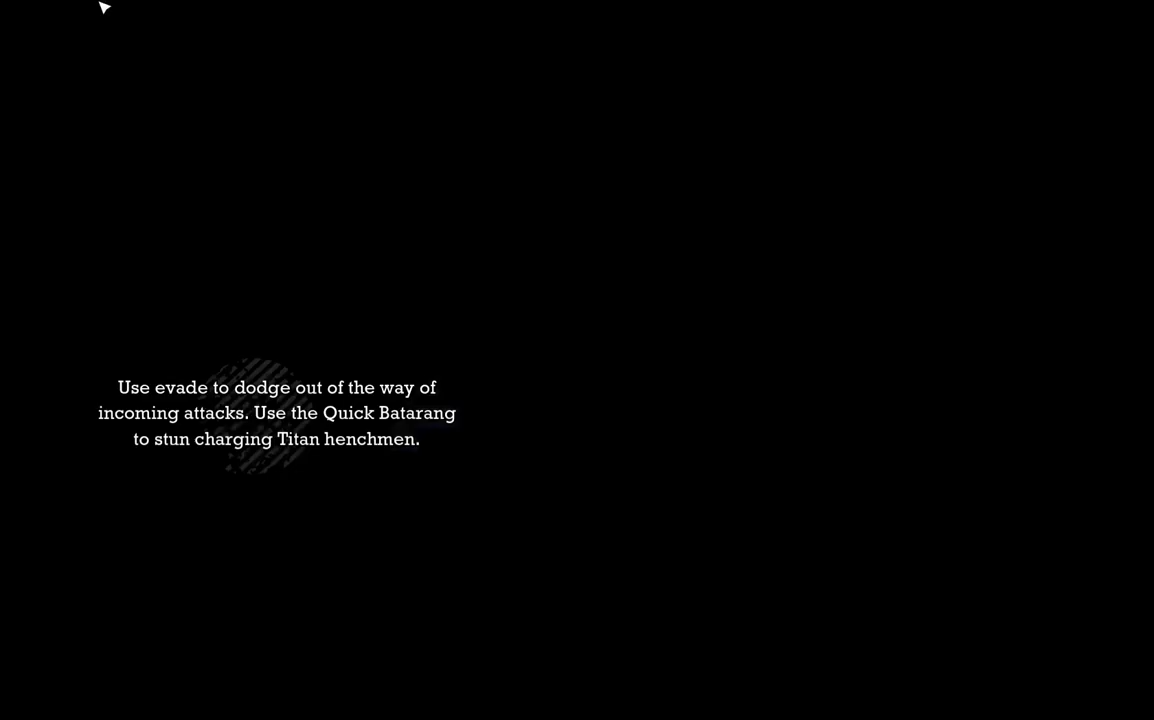 Use evade to dodge out of the way of
incoming attacks. Use the Quick Batarang
to stun charging Titan henchmen.